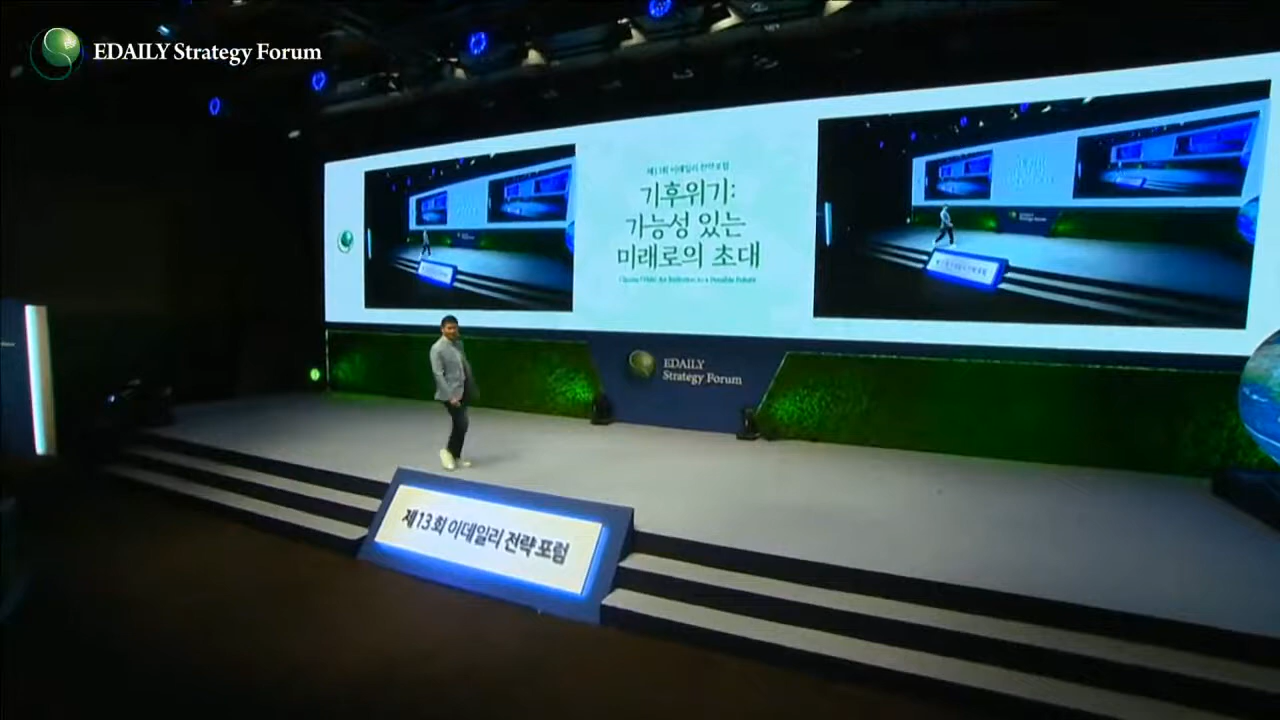 EDAILY Strategy Forum
제13회 이데일리 전략포럼
기후위기:
가능성 있는
미래로의 초대
EDAILY
Strategy Forum
제13회 이데일리 전략포럼